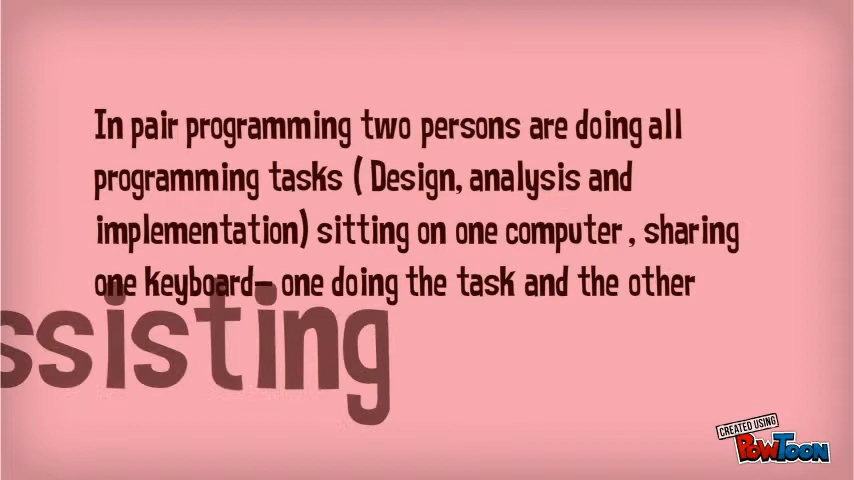 In pair programming two persons are doing all
programming tasks ( Design, analysis and
implementation) sitting on one computer , sharing
one keyboard- one doing the task and the other
ssisting
CREATED USING
POWTOON